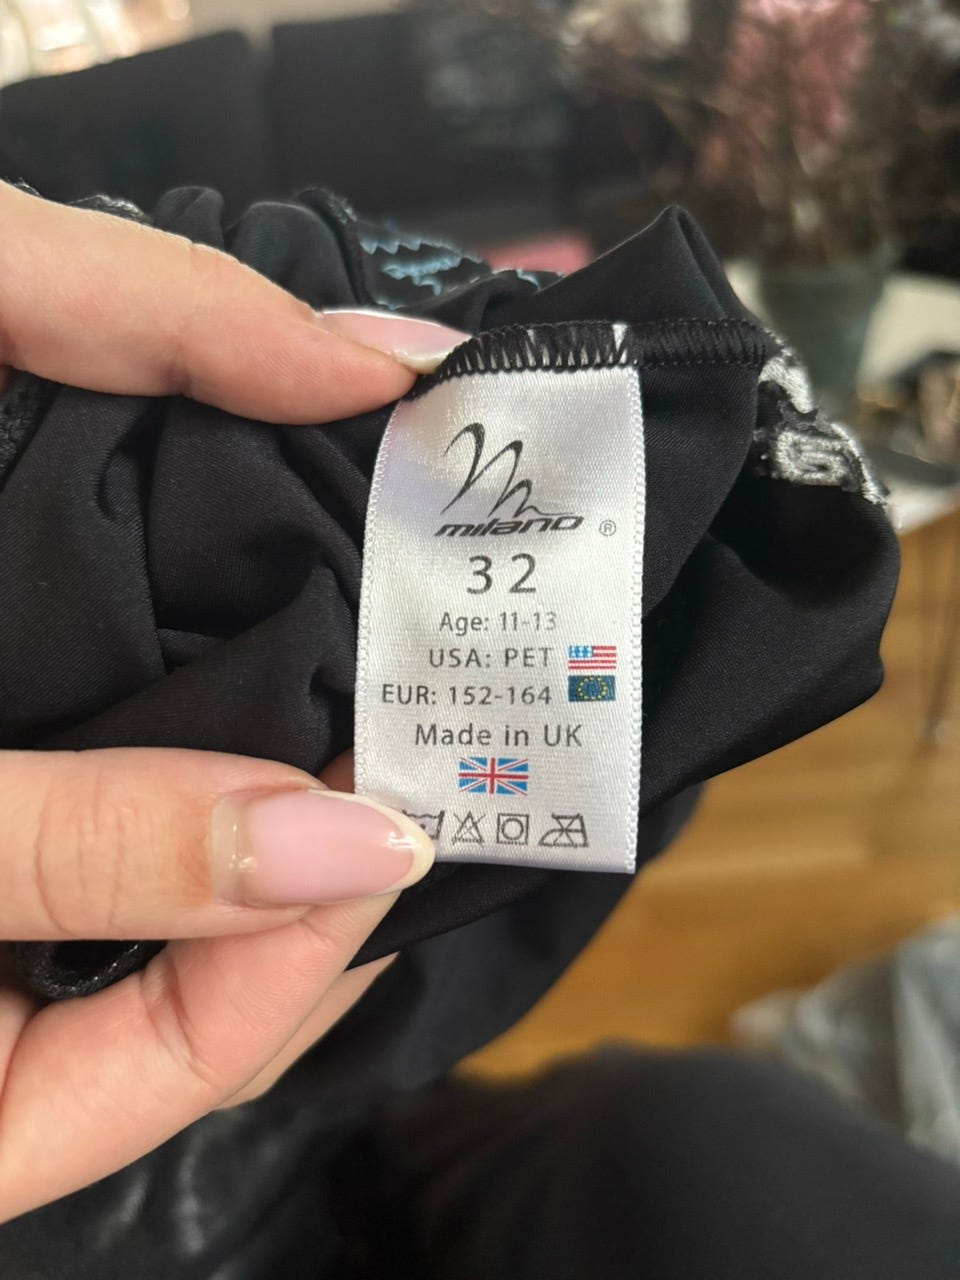 milano ®
32
Age: 11-13
USA: PET
EUR: 152-164
Made in UK
S